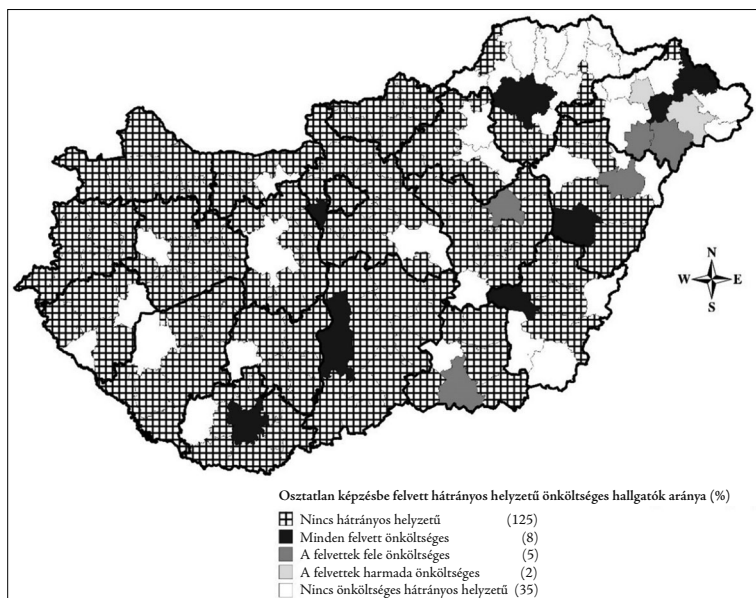 N
W E
S
Osztatlan képzésbe felvett hátrányos helyzetű önköltséges hallgatók aránya (%)
Nincs hátrányos helyzetű (125)
Minden felvett önköltséges (8)
A felvettek fele önköltséges (5)
A felvettek harmada önköltséges (2)
Nincs önköltséges hátrányos helyzetű (35)